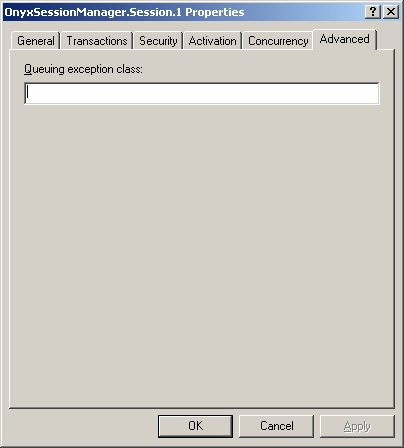 OnyxSessionManager.Session.1 Properties
General Transactions Security Activation Concurrency Advanced
Queuing exception class:
OK Cancel Apply